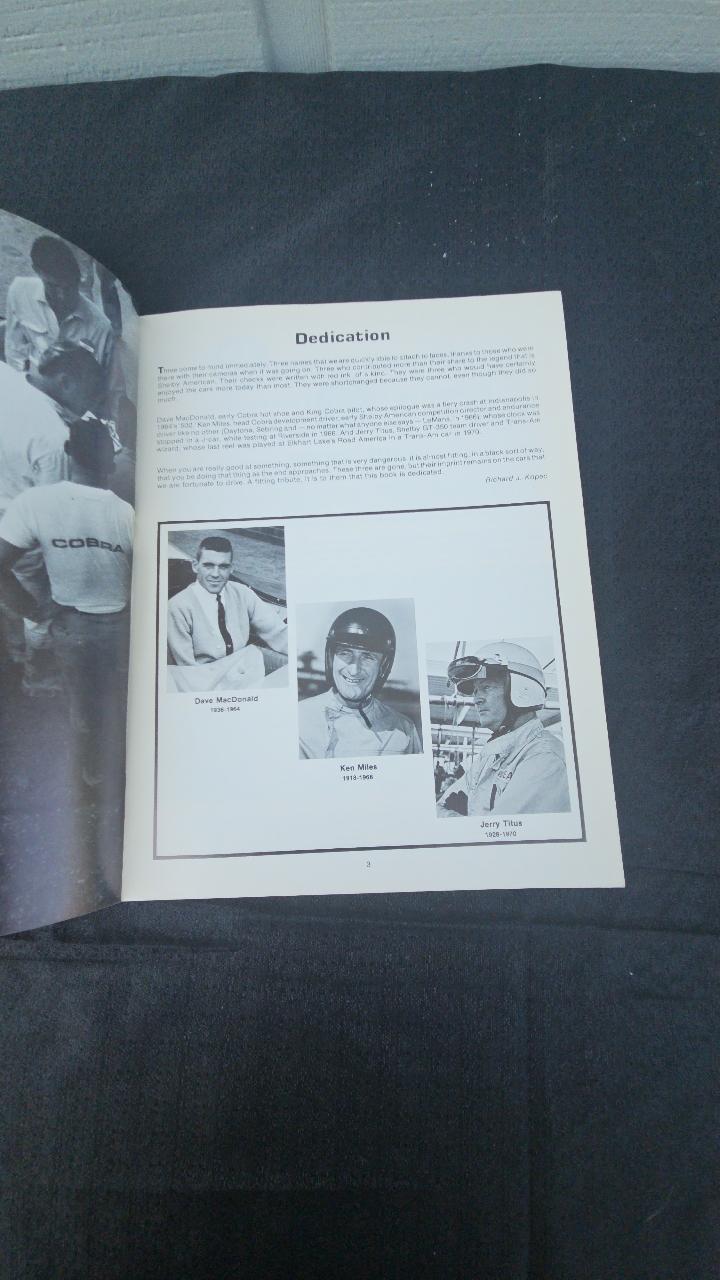 COBRA
Dedication
Three come to mind immediately. Three names that we are quickly able to attach to faces, thanks to those who were
there with their cameras when it was going on. Three who contributed more than their share to the legend that is
Shelby American. Their checks were written with red ink of a kind. They were three who would have certainly
enjoyed the cars more today than most. They were shortchanged because they cannot, even though they did so
much.
Dave MacDonald, early Cobra hot shoe and King Cobra pilot, whose epilogue was a fiery crash at Indianapolis in
1964's '500.' Ken Miles, head Cobra development driver, early Shelby American competition director and endurance
driver like no other (Daytona, Sebring and — no matter what anyone else says — LeMans, in 1966), whose clock was
stopped in a J-car, while testing at Riverside in 1966. And Jerry Titus, Shelby GT-350 team driver and Trans-Am
wizard, whose last reel was played at Elkhart Lake's Road America in a Trans-Am car in 1970.
When you are really good at something, something that is very dangerous, it is almost fitting, in a black sort of way,
that you be doing that thing as the end approaches. These three are gone, but their imprint remains on the cars that
we are fortunate to drive. A fitting tribute. It is to them that this book is dedicated.
Richard J. Kopec
Dave MacDonald
1936-1964
Ken Miles
1918-1966
Jerry Titus
1928-1970
3